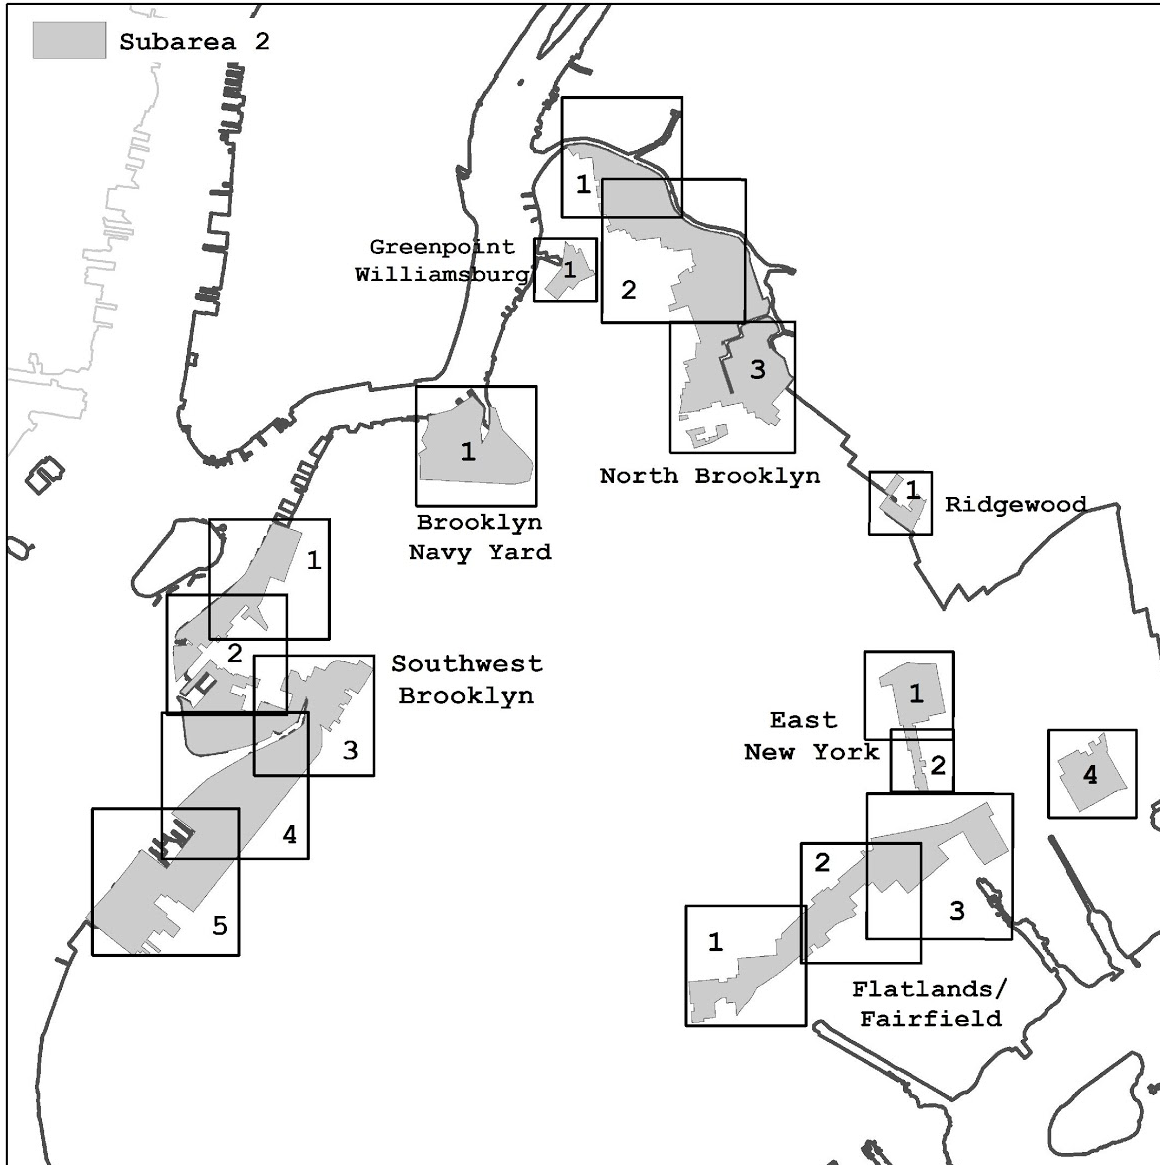 Subarea 2
1
Greenpoint
Williamsburg
1
2
3
1
North Brooklyn
1
Ridgewood
Brooklyn
Navy Yard
1
2
Southwest
Brooklyn
3
4
5
1
East
New York
2
4
2
3
1
Flatlands/
Fairfield